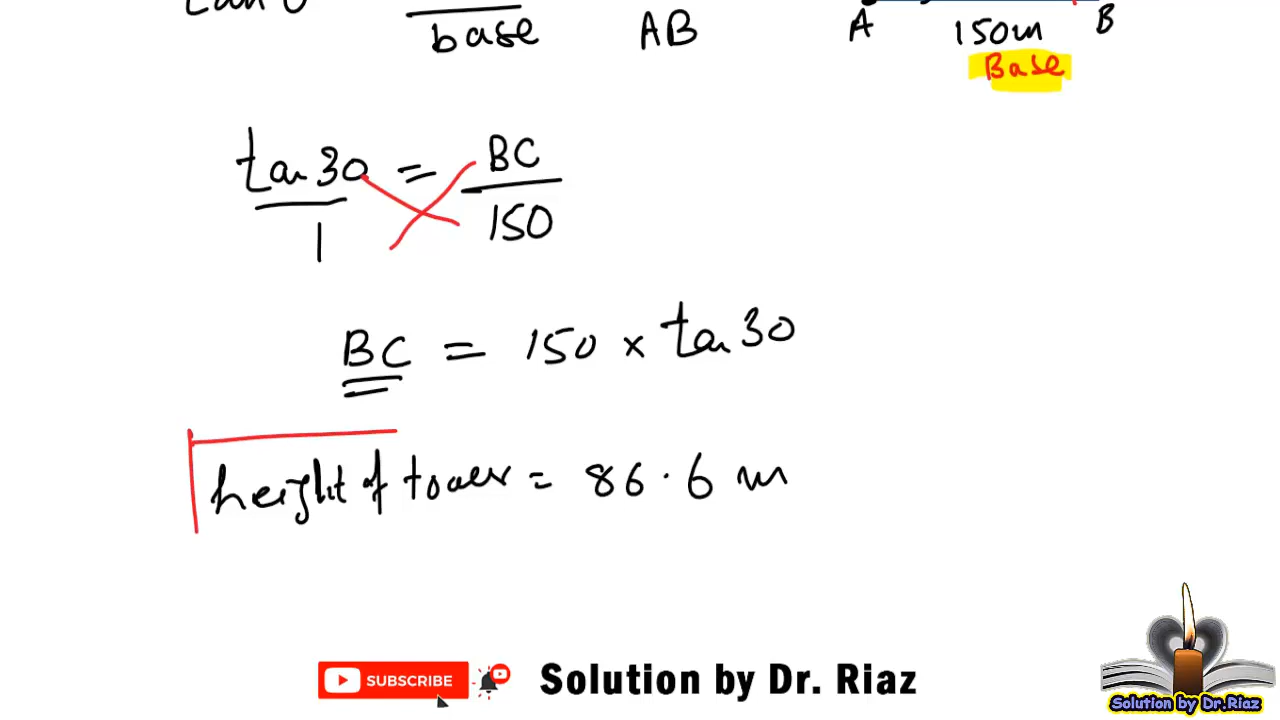 base AB A 150m B
Base
tan30 = BC
1 150
BC = 150 × tan30
height of tower = 86.6 m
SUBSCRIBE Solution by Dr. Riaz
Solution by Dr.Riaz